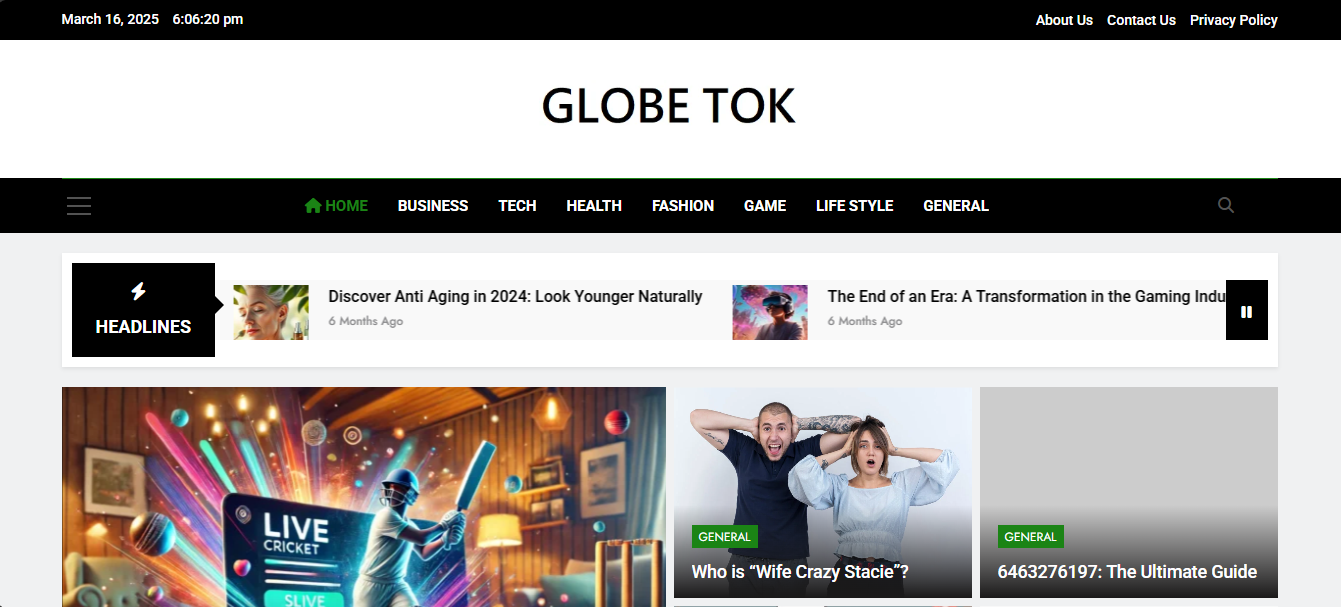 March 16, 2025 6:06:20 pm
About Us Contact Us Privacy Policy
GLOBE TOK
HOME BUSINESS TECH HEALTH FASHION GAME LIFE STYLE GENERAL
HEADLINES
Discover Anti Aging in 2024: Look Younger Naturally
6 Months Ago
The End of an Era: A Transformation in the Gaming Indu
6 Months Ago
LIVE
CRICKET
SLIVE
GENERAL
Who is “Wife Crazy Stacie”?
GENERAL
6463276197: The Ultimate Guide